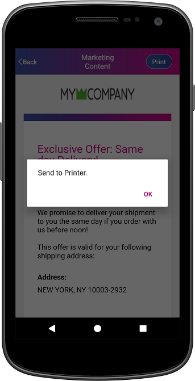 Back
Marketing
Content
Print
MY COMPANY
Exclusive Offer: Same
day Delivery!
Send to Printer.
OK
We promise to deliver your shipment
to you the same day if you order with
us before noon!
This offer is valid for your following
shipping address:
Address:
NEW YORK, NY 10003-2932